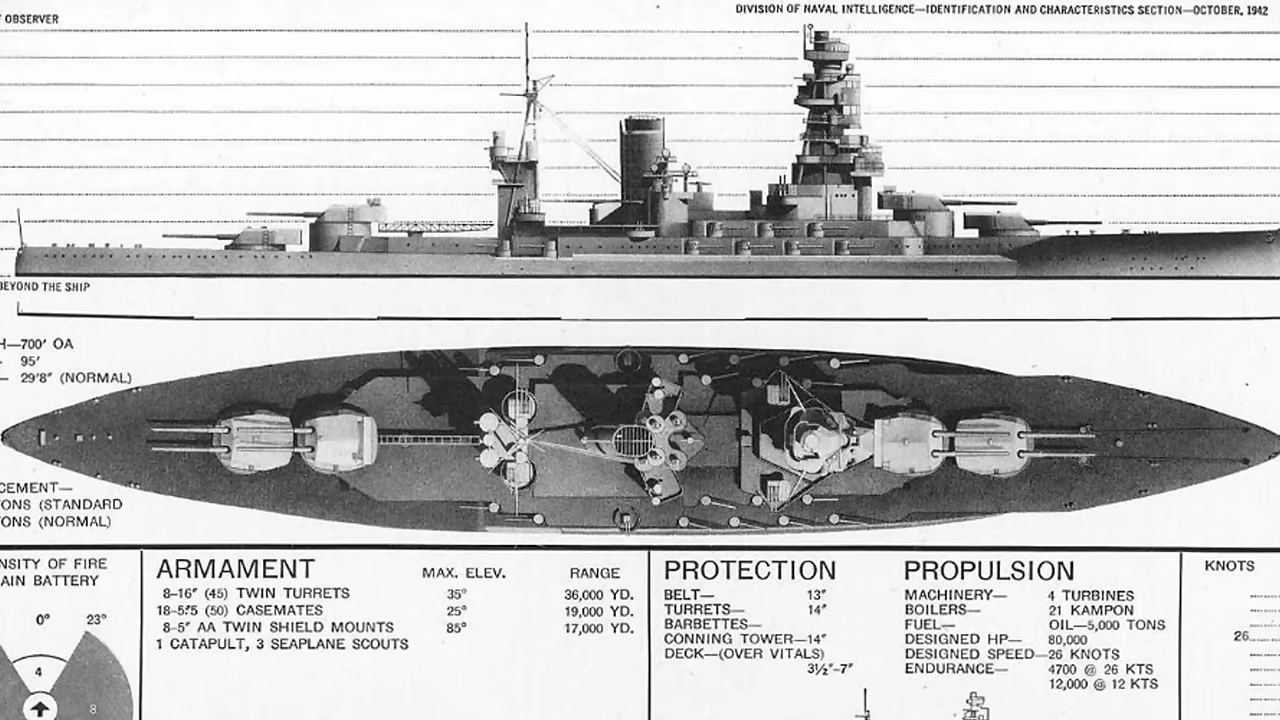 DIVISION OF NAVAL INTELLIGENCE—IDENTIFICATION AND CHARACTERISTICS SECTION—OCTOBER, 1942
OBSERVER
BEYOND THE SHIP
H—700' OA
95'
29'8" (NORMAL)
CEMENT—
TONS (STANDARD
TONS (NORMAL)
NSITY OF FIRE
AIN BATTERY
0° 23°
4
8
ARMAMENT MAX. ELEV. RANGE
8-16" (45) TWIN TURRETS 35° 36,000 YD.
18-5"5 (50) CASEMATES 25° 19,000 YD.
8-5" AA TWIN SHIELD MOUNTS 85° 17,000 YD.
1 CATAPULT, 3 SEAPLANE SCOUTS
PROTECTION
BELT— 13"
TURRETS— 14"
BARBETTES—
CONNING TOWER—14"
DECK—(OVER VITALS)
3½"-7"
PROPULSION
MACHINERY— 4 TURBINES
BOILERS— 21 KAMPON
FUEL— OIL—5,000 TONS
DESIGNED HP— 80,000
DESIGNED SPEED—26 KNOTS
ENDURANCE— 4700 @ 26 KTS
12,000 @ 12 KTS
KNOTS
26